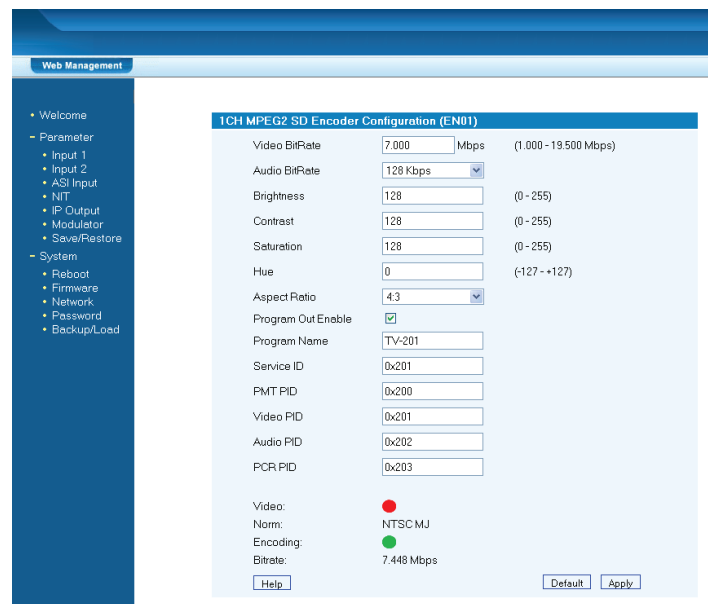 Web Management
• Welcome
– Parameter
• Input 1
• Input 2
• ASI Input
• NIT
• IP Output
• Modulator
• Save/Restore
– System
• Reboot
• Firmware
• Network
• Password
• Backup/Load
1CH MPEG2 SD Encoder Configuration (EN01)
Video BitRate 7.000 Mbps (1.000 - 19.500 Mbps)
Audio BitRate 128 Kbps
Brightness 128 (0 - 255)
Contrast 128 (0 - 255)
Saturation 128 (0 - 255)
Hue 0 (-127 - +127)
Aspect Ratio 4:3
Program Out Enable
Program Name TV-201
Service ID 0x201
PMT PID 0x200
Video PID 0x201
Audio PID 0x202
PCR PID 0x203
Video:
Norm: NTSC MJ
Encoding:
Bitrate: 7.448 Mbps
Help Default Apply